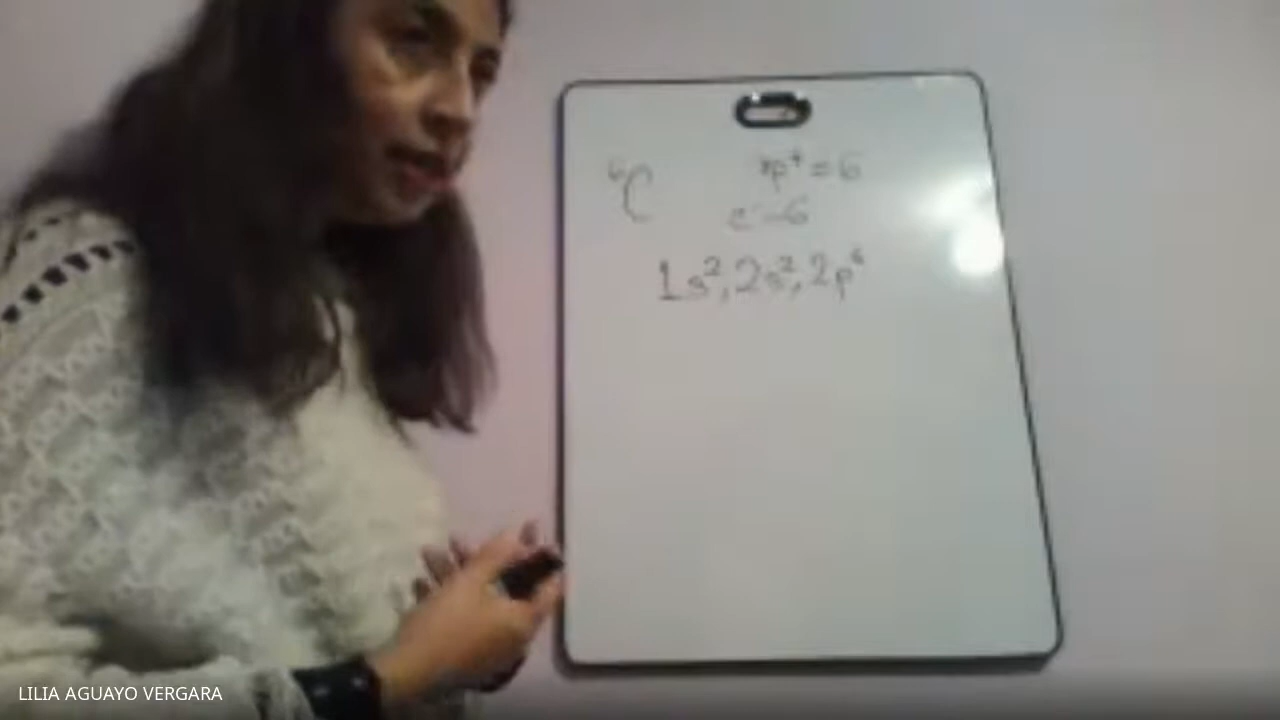 ⁶C p⁺ = 6
e⁻ = 6
1s², 2s², 2p⁶
LILIA AGUAYO VERGARA